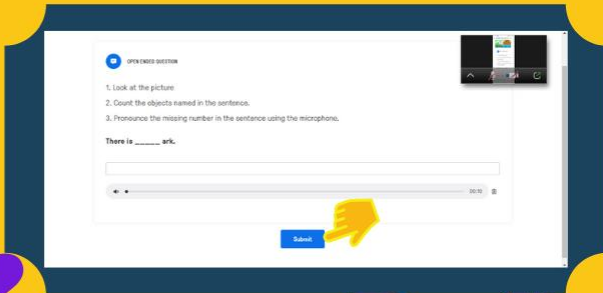 OPEN ENDED QUESTION
1. Look at the picture
2. Count the objects named in the sentence.
3. Pronounce the missing number in the sentence using the microphone.
There is ______ ark.
00:10
Submit